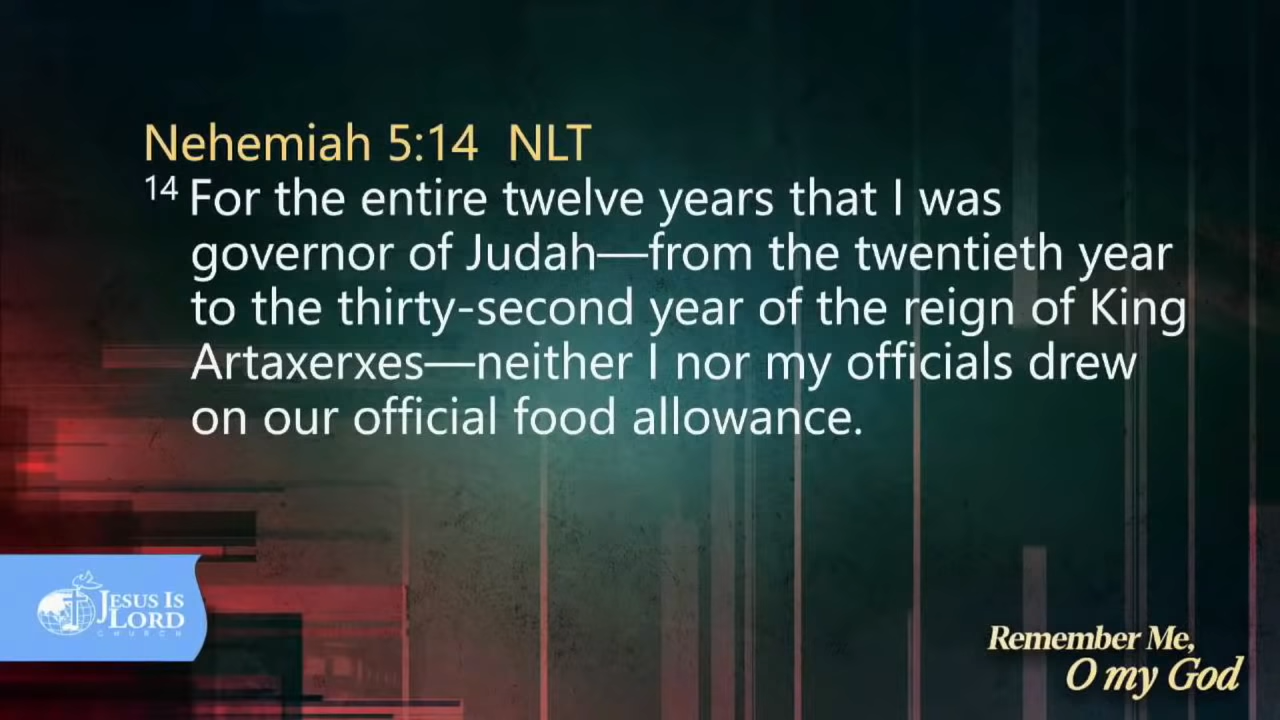 Nehemiah 5:14 NLT
14 For the entire twelve years that I was
governor of Judah—from the twentieth year
to the thirty-second year of the reign of King
Artaxerxes—neither I nor my officials drew
on our official food allowance.
JESUS IS
LORD
CHURCH
Remember Me,
O my God